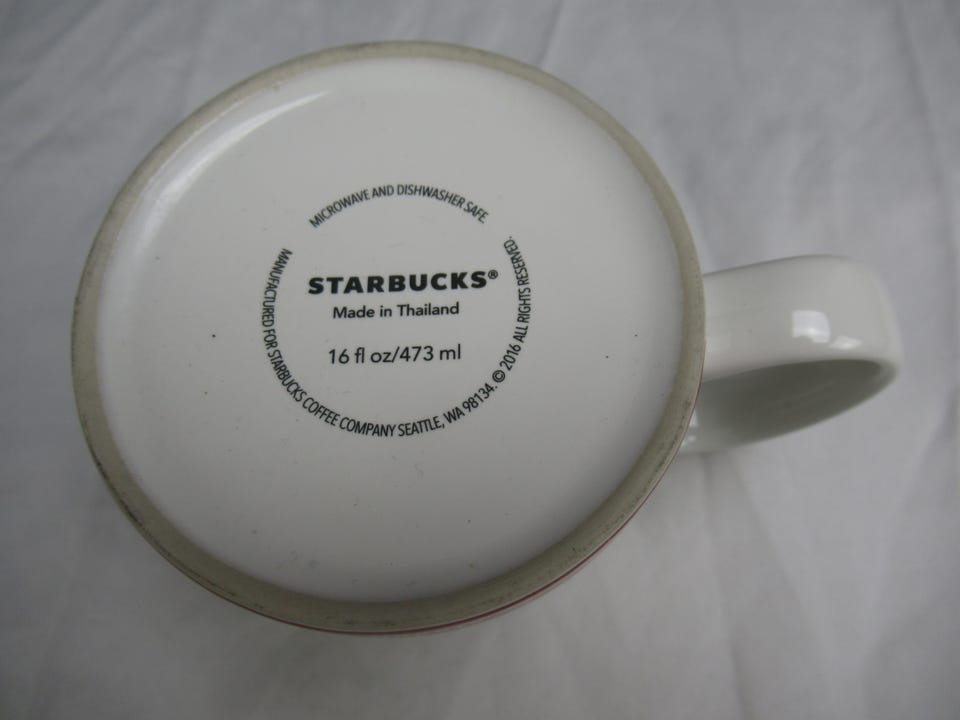 MICROWAVE AND DISHWASHER SAFE.
STARBUCKS®
Made in Thailand
16 fl oz/473 ml
MANUFACTURED FOR STARBUCKS COFFEE COMPANY SEATTLE, WA 98134. © 2016 ALL RIGHTS RESERVED.